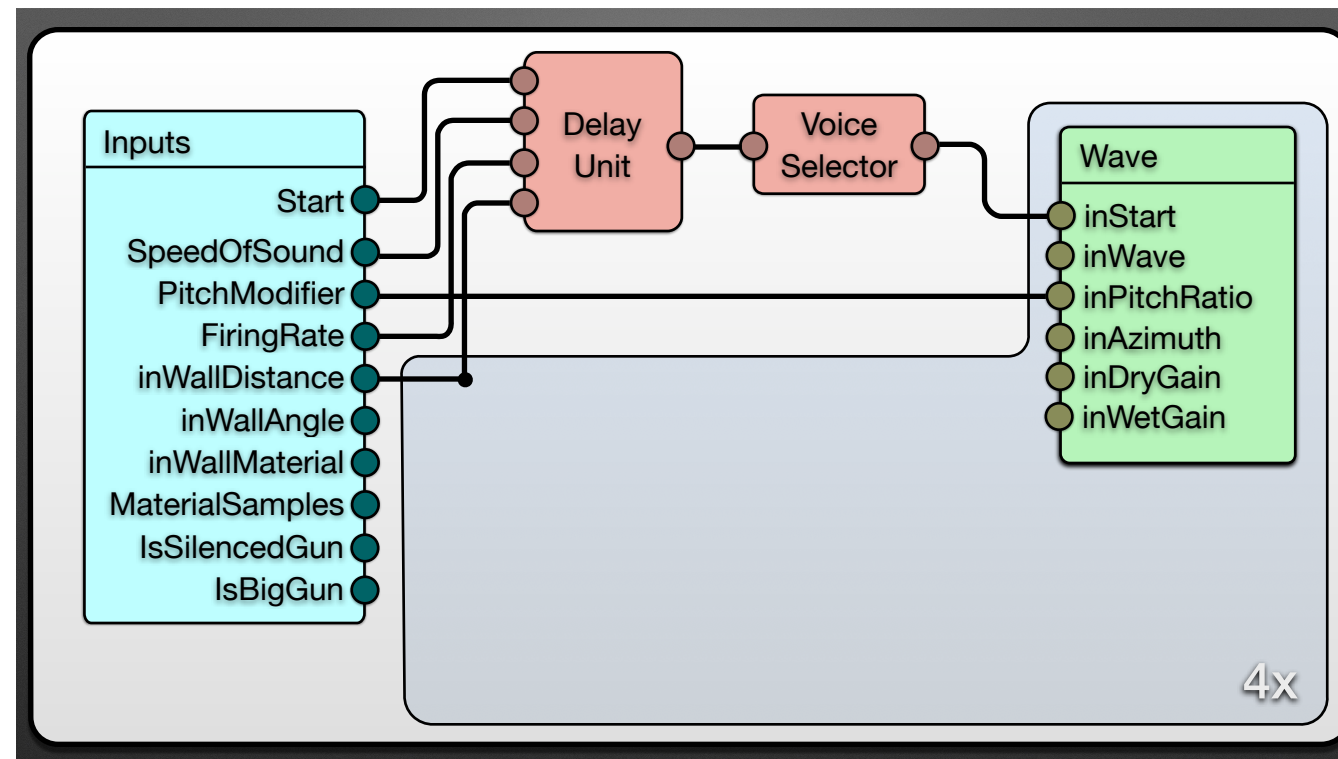 Inputs
Start
SpeedOfSound
PitchModifier
FiringRate
inWallDistance
inWallAngle
inWallMaterial
MaterialSamples
IsSilencedGun
IsBigGun
Delay
Unit
Voice
Selector
Wave
inStart
inWave
inPitchRatio
inAzimuth
inDryGain
inWetGain
4x